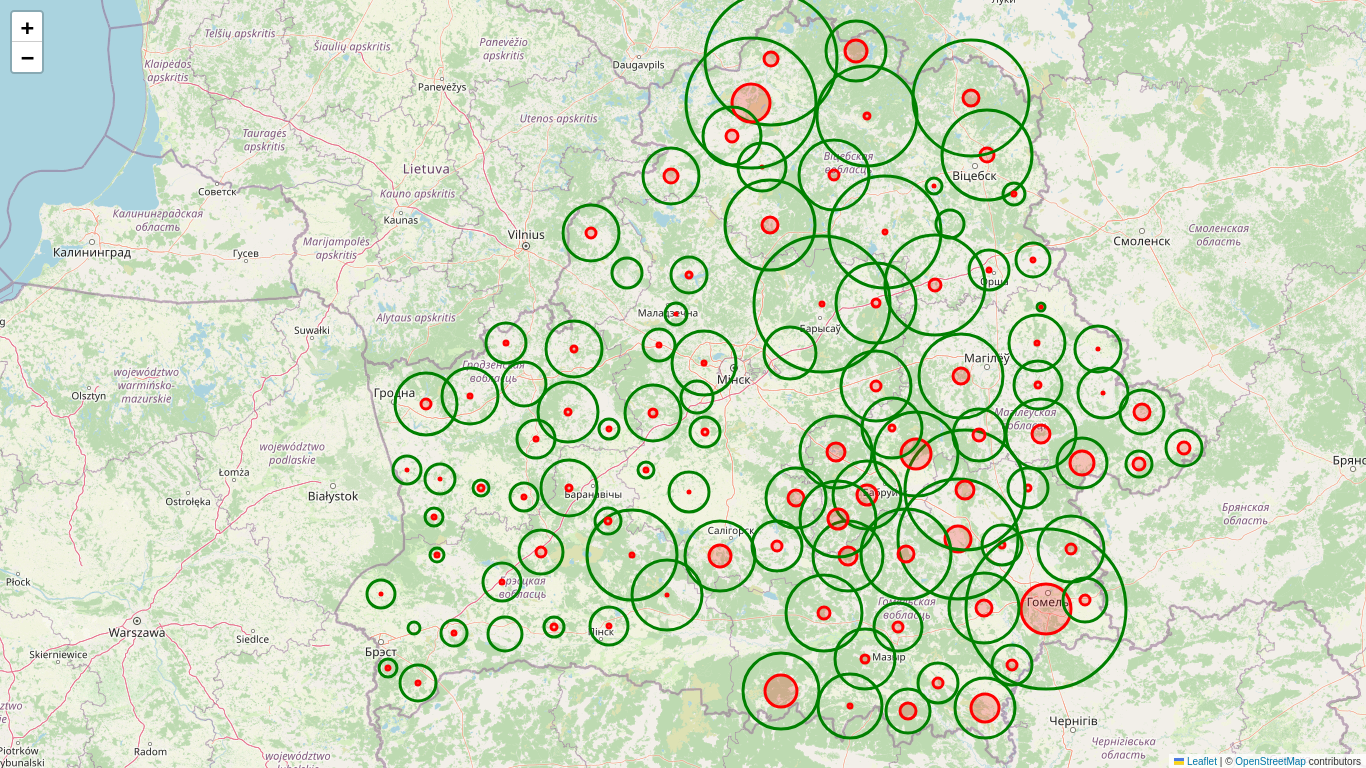 +
−
Луки
Telšių apskritis
Šiaulių apskritis
Panevėžio
apskritis
Klaipėdos
apskritis
Daugavpils
Panevėžys
Utenos apskritis
Tauragės
apskritis
Lietuva
Віцебская
вобласць
Віцебск
Советск
Kauno apskritis
Калининградская
область
Kaunas
Vilnius
Смоленск
Смоленская
область
Калининград
Гусев
Marijampolės
apskritis
Орша
Alytaus apskritis
Маладзечна
Suwałki
Барысаў
Магілёў
Гродзенская
вобласць
Мінск
województwo
warmińsko-
mazurskie
Olsztyn
Гродна
Магілёўская
вобласць
województwo
podlaskie
Łomża
Брянск
Białystok
Ostrołęka
Баранавічы
Бабруйск
Брянская
область
Салігорск
Płock
Брэсцкая
вобласць
Гомельская
вобласць
Гомель
Warszawa
Siedlce
Пінск
Skierniewice
Брэст
Мазыр
Чернігів
Piotrków
Trybunalski
Radom
województwo
Чернігівська
область
Leaflet | © OpenStreetMap contributors